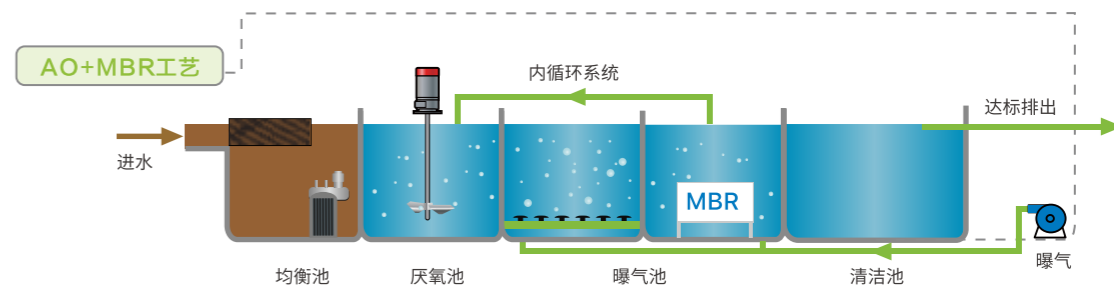 AO+MBR工艺
内循环系统
达标排出
进水
MBR
曝气
均衡池
厌氧池
曝气池
清洁池